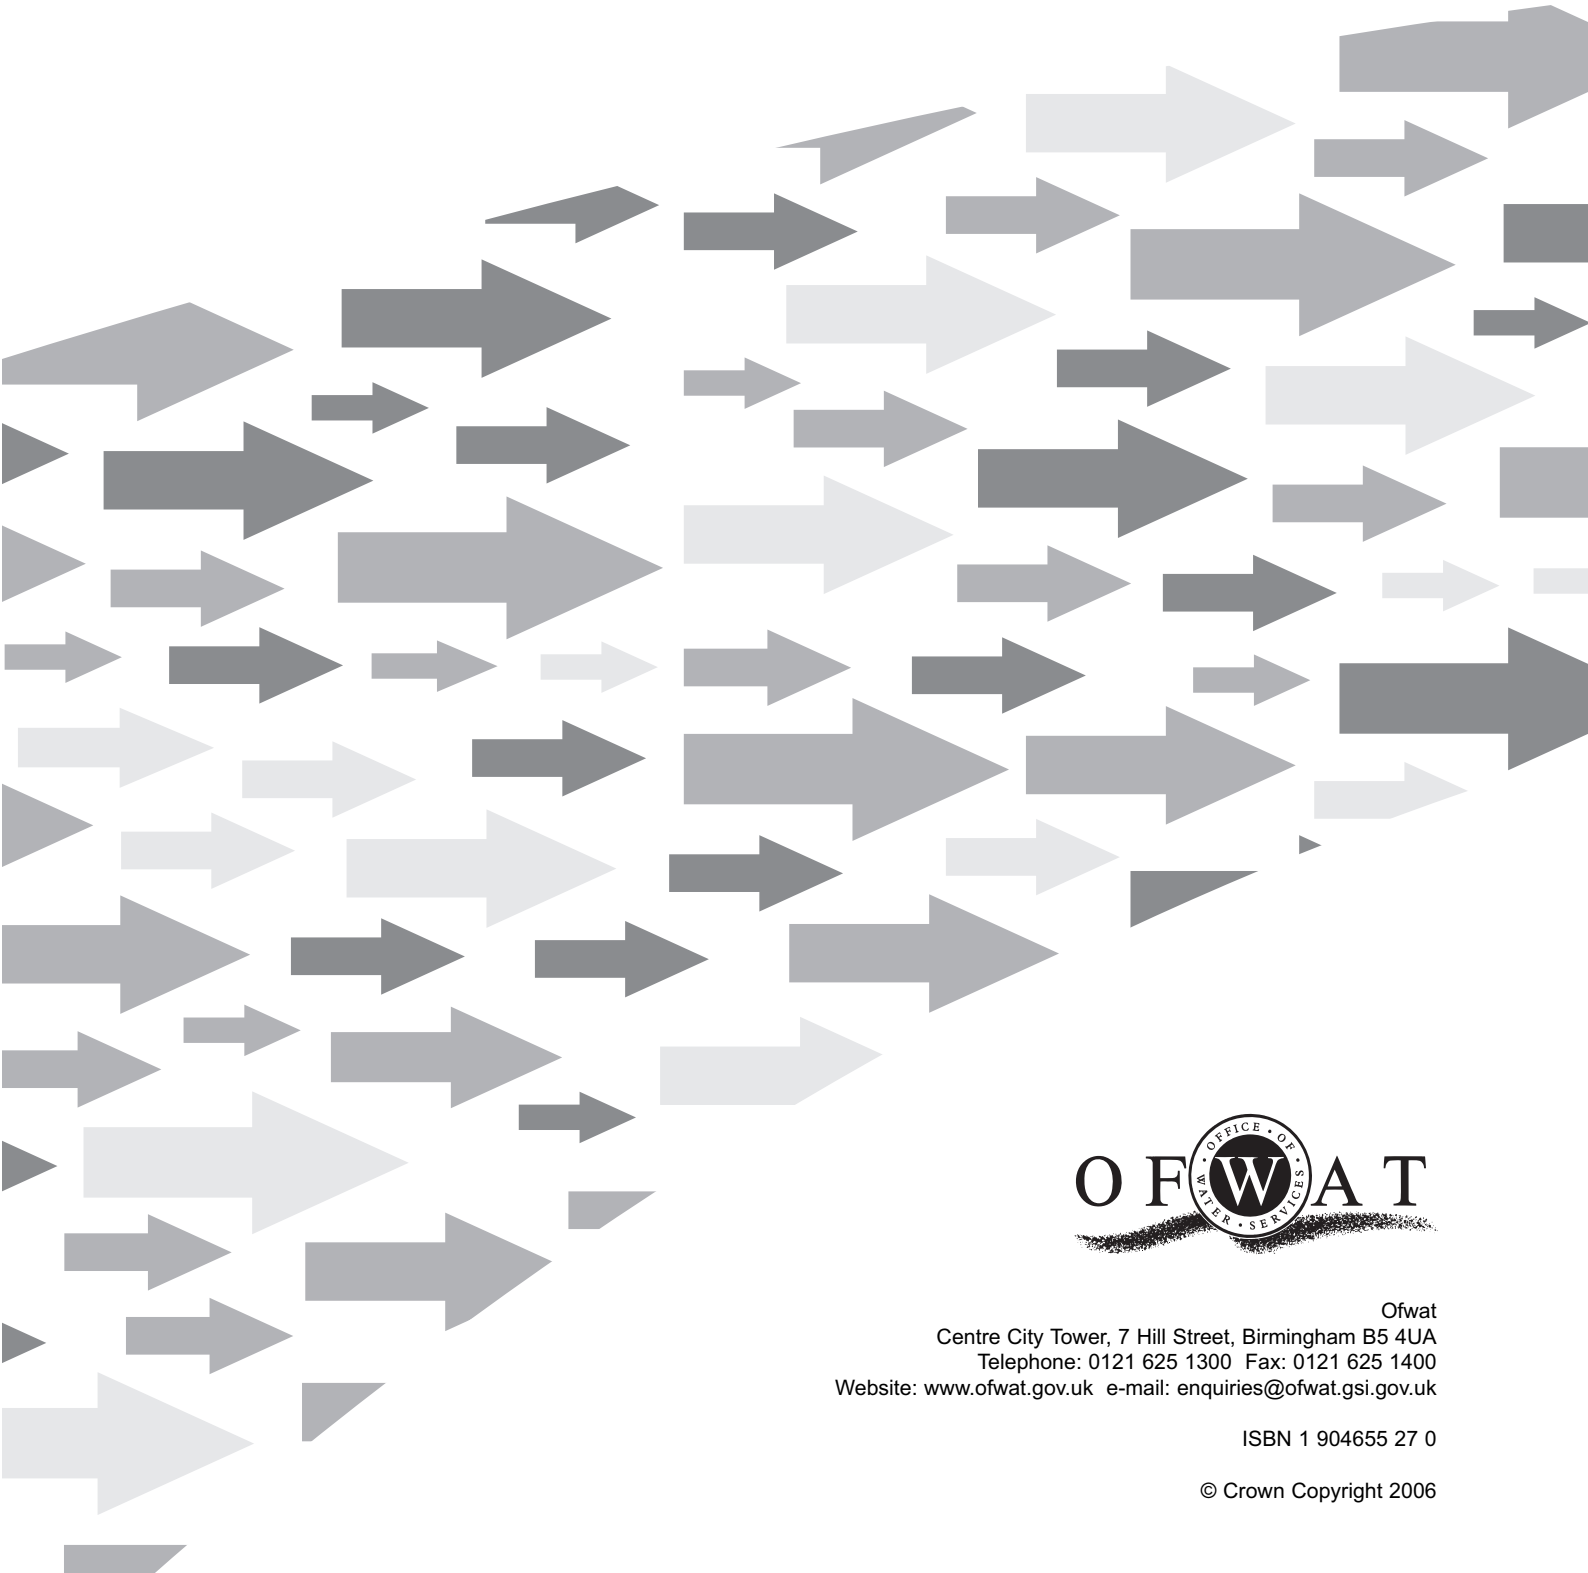 OFWAT
OFFICE OF WATER SERVICES
Ofwat
Centre City Tower, 7 Hill Street, Birmingham B5 4UA
Telephone: 0121 625 1300 Fax: 0121 625 1400
Website: www.ofwat.gov.uk e-mail: enquiries@ofwat.gsi.gov.uk
ISBN 1 904655 27 0
© Crown Copyright 2006